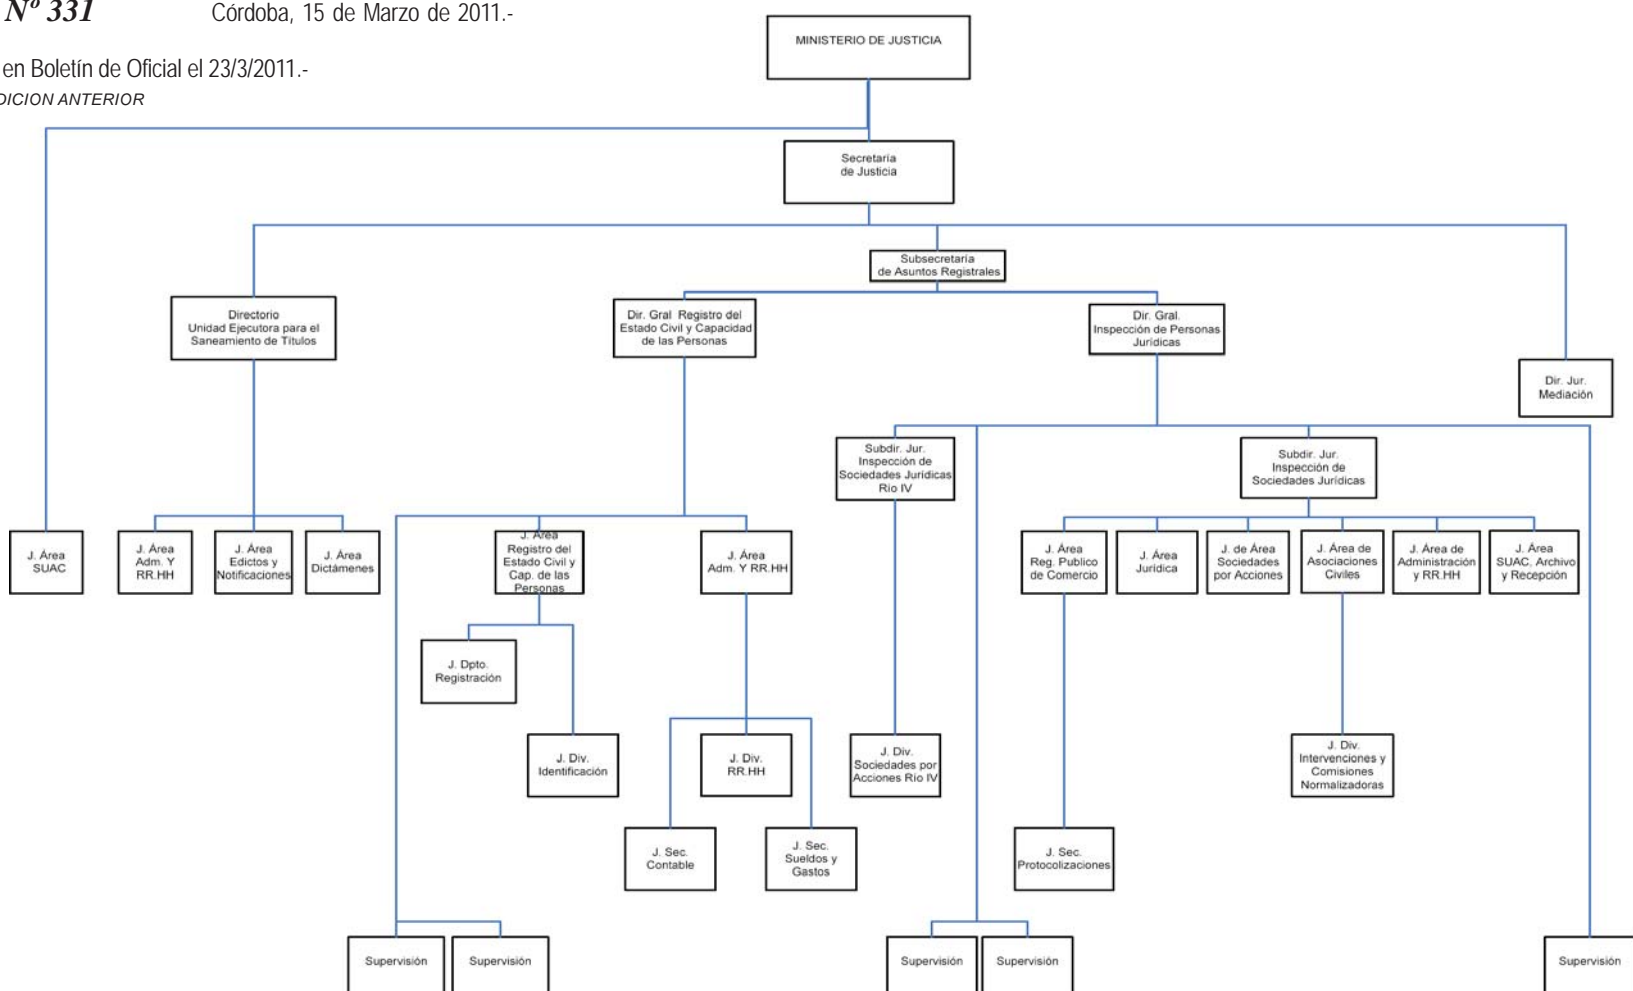 Nº 331 Córdoba, 15 de Marzo de 2011.-
en Boletín de Oficial el 23/3/2011.-
DICION ANTERIOR
MINISTERIO DE JUSTICIA
Secretaría
de Justicia
Subsecretaría
de Asuntos Registrales
Directorio
Unidad Ejecutora para el
Saneamiento de Títulos
Dir. Gral Registro del
Estado Civil y Capacidad
de las Personas
Dir. Gral.
Inspección de Personas
Jurídicas
Dir. Jur.
Mediación
Subdir. Jur.
Inspección de
Sociedades Jurídicas
Río IV
Subdir. Jur.
Inspección de
Sociedades Jurídicas
J. Área
SUAC
J. Área
Adm. Y
RR.HH
J. Área
Edictos y
Notificaciones
J. Área
Dictámenes
J. Área
Registro del
Estado Civil y
Cap. de las
Personas
J. Área
Adm. Y RR.HH
J. Área
Reg. Publico
de Comercio
J. Área
Jurídica
J. de Área
Sociedades
por Acciones
J. Área de
Asociaciones
Civiles
J. Área de
Administración
y RR.HH
J. Área
SUAC, Archivo
y Recepción
J. Dpto.
Registración
J. Div.
Identificación
J. Div.
RR.HH
J. Div.
Sociedades por
Acciones Río IV
J. Div.
Intervenciones y
Comisiones
Normalizadoras
J. Sec.
Contable
J. Sec.
Sueldos y
Gastos
J. Sec.
Protocolizaciones
Supervisión
Supervisión
Supervisión
Supervisión
Supervisión